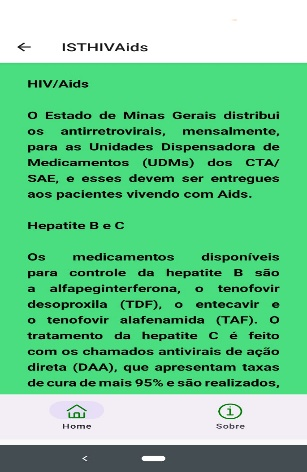 ISTHIVAids
HIV/Aids
O Estado de Minas Gerais distribui
os antirretrovirais, mensalmente,
para as Unidades Dispensadora de
Medicamentos (UDMs) dos CTA/
SAE, e esses devem ser entregues
aos pacientes vivendo com Aids.
Hepatite B e C
Os medicamentos disponíveis
para controle da hepatite B são
a alfapeginterferona, o tenofovir
desoproxila (TDF), o entecavir e
o tenofovir alafenamida (TAF). O
tratamento da hepatite C é feito
com os chamados antivirais de ação
direta (DAA), que apresentam taxas
de cura de mais 95% e são realizados,
Home
Sobre